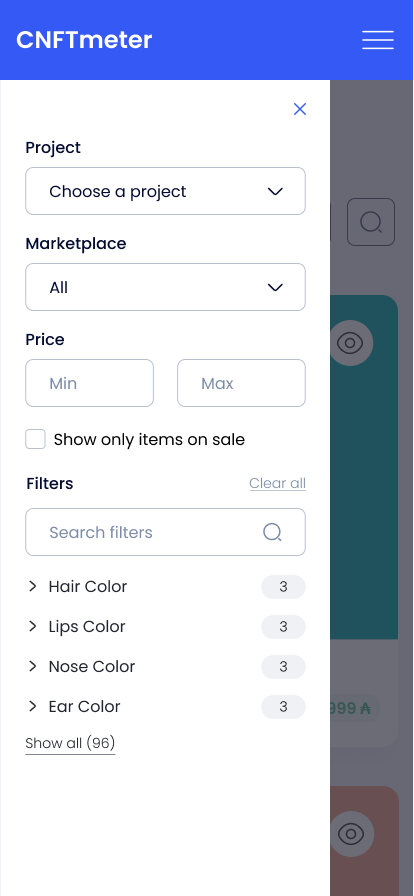 CNFTmeter
Project
Choose a project
Marketplace
All
Price
Min Max
Show only items on sale
Filters Clear all
Search filters
Hair Color 3
Lips Color 3
Nose Color 3
Ear Color 3
999 ₳
Show all (96)